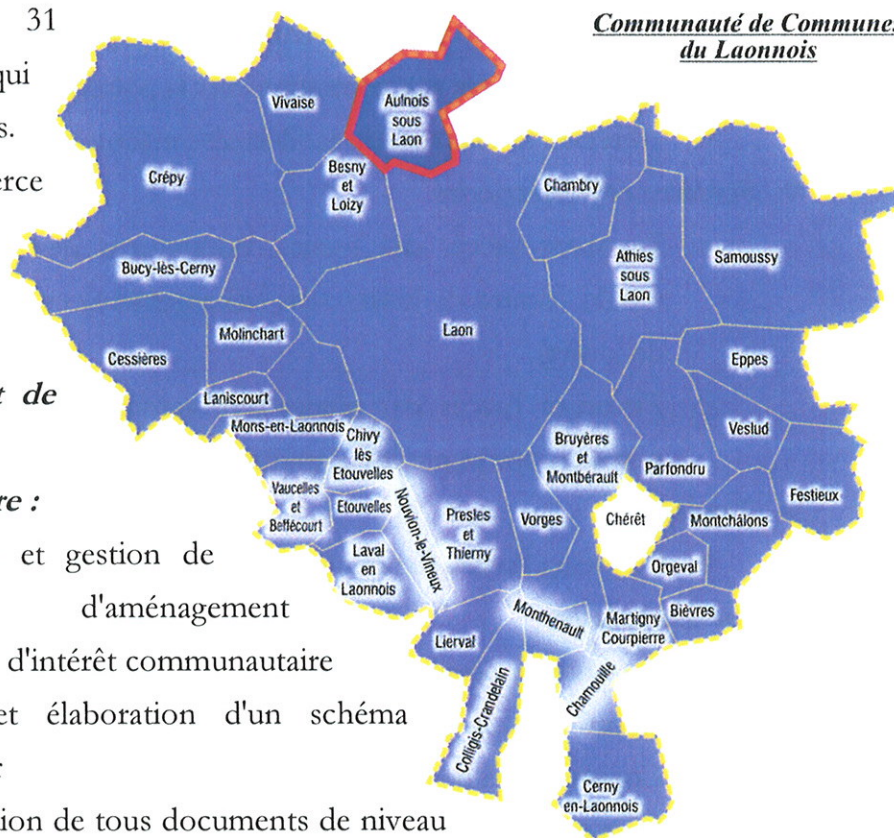 31
Communauté de Commune
du Laonnois
qui
s.
erce
t de
re :
et gestion de
d'aménagement
d'intérêt communautaire
et élaboration d'un schéma
tion de tous documents de niveau
Vivaise
Aulnois
sous
Laon
Crêpy
Besny
et
Loizy
Chambry
Bucy-lès-Cerny
Athies
sous
Laon
Samoussy
Cessières
Molinchart
Laon
Eppes
Laniscourt
Mons-en-Laonnois
Chivy
lès
Etouvelles
Bruyères
et
Montbérault
Parfondru
Veslud
Festieux
Vaucelles
et
Beffécourt
Etouvelles
Nouvion-le-Vineux
Presles
et
Thierny
Vorges
Chérêt
Montchâlons
Laval
en
Laonnois
Orgeval
Lierval
Monthenault
Martigny
Courpierre
Bièvres
Colligis-Crandelain
Chamouille
Cerny
en-Laonnois